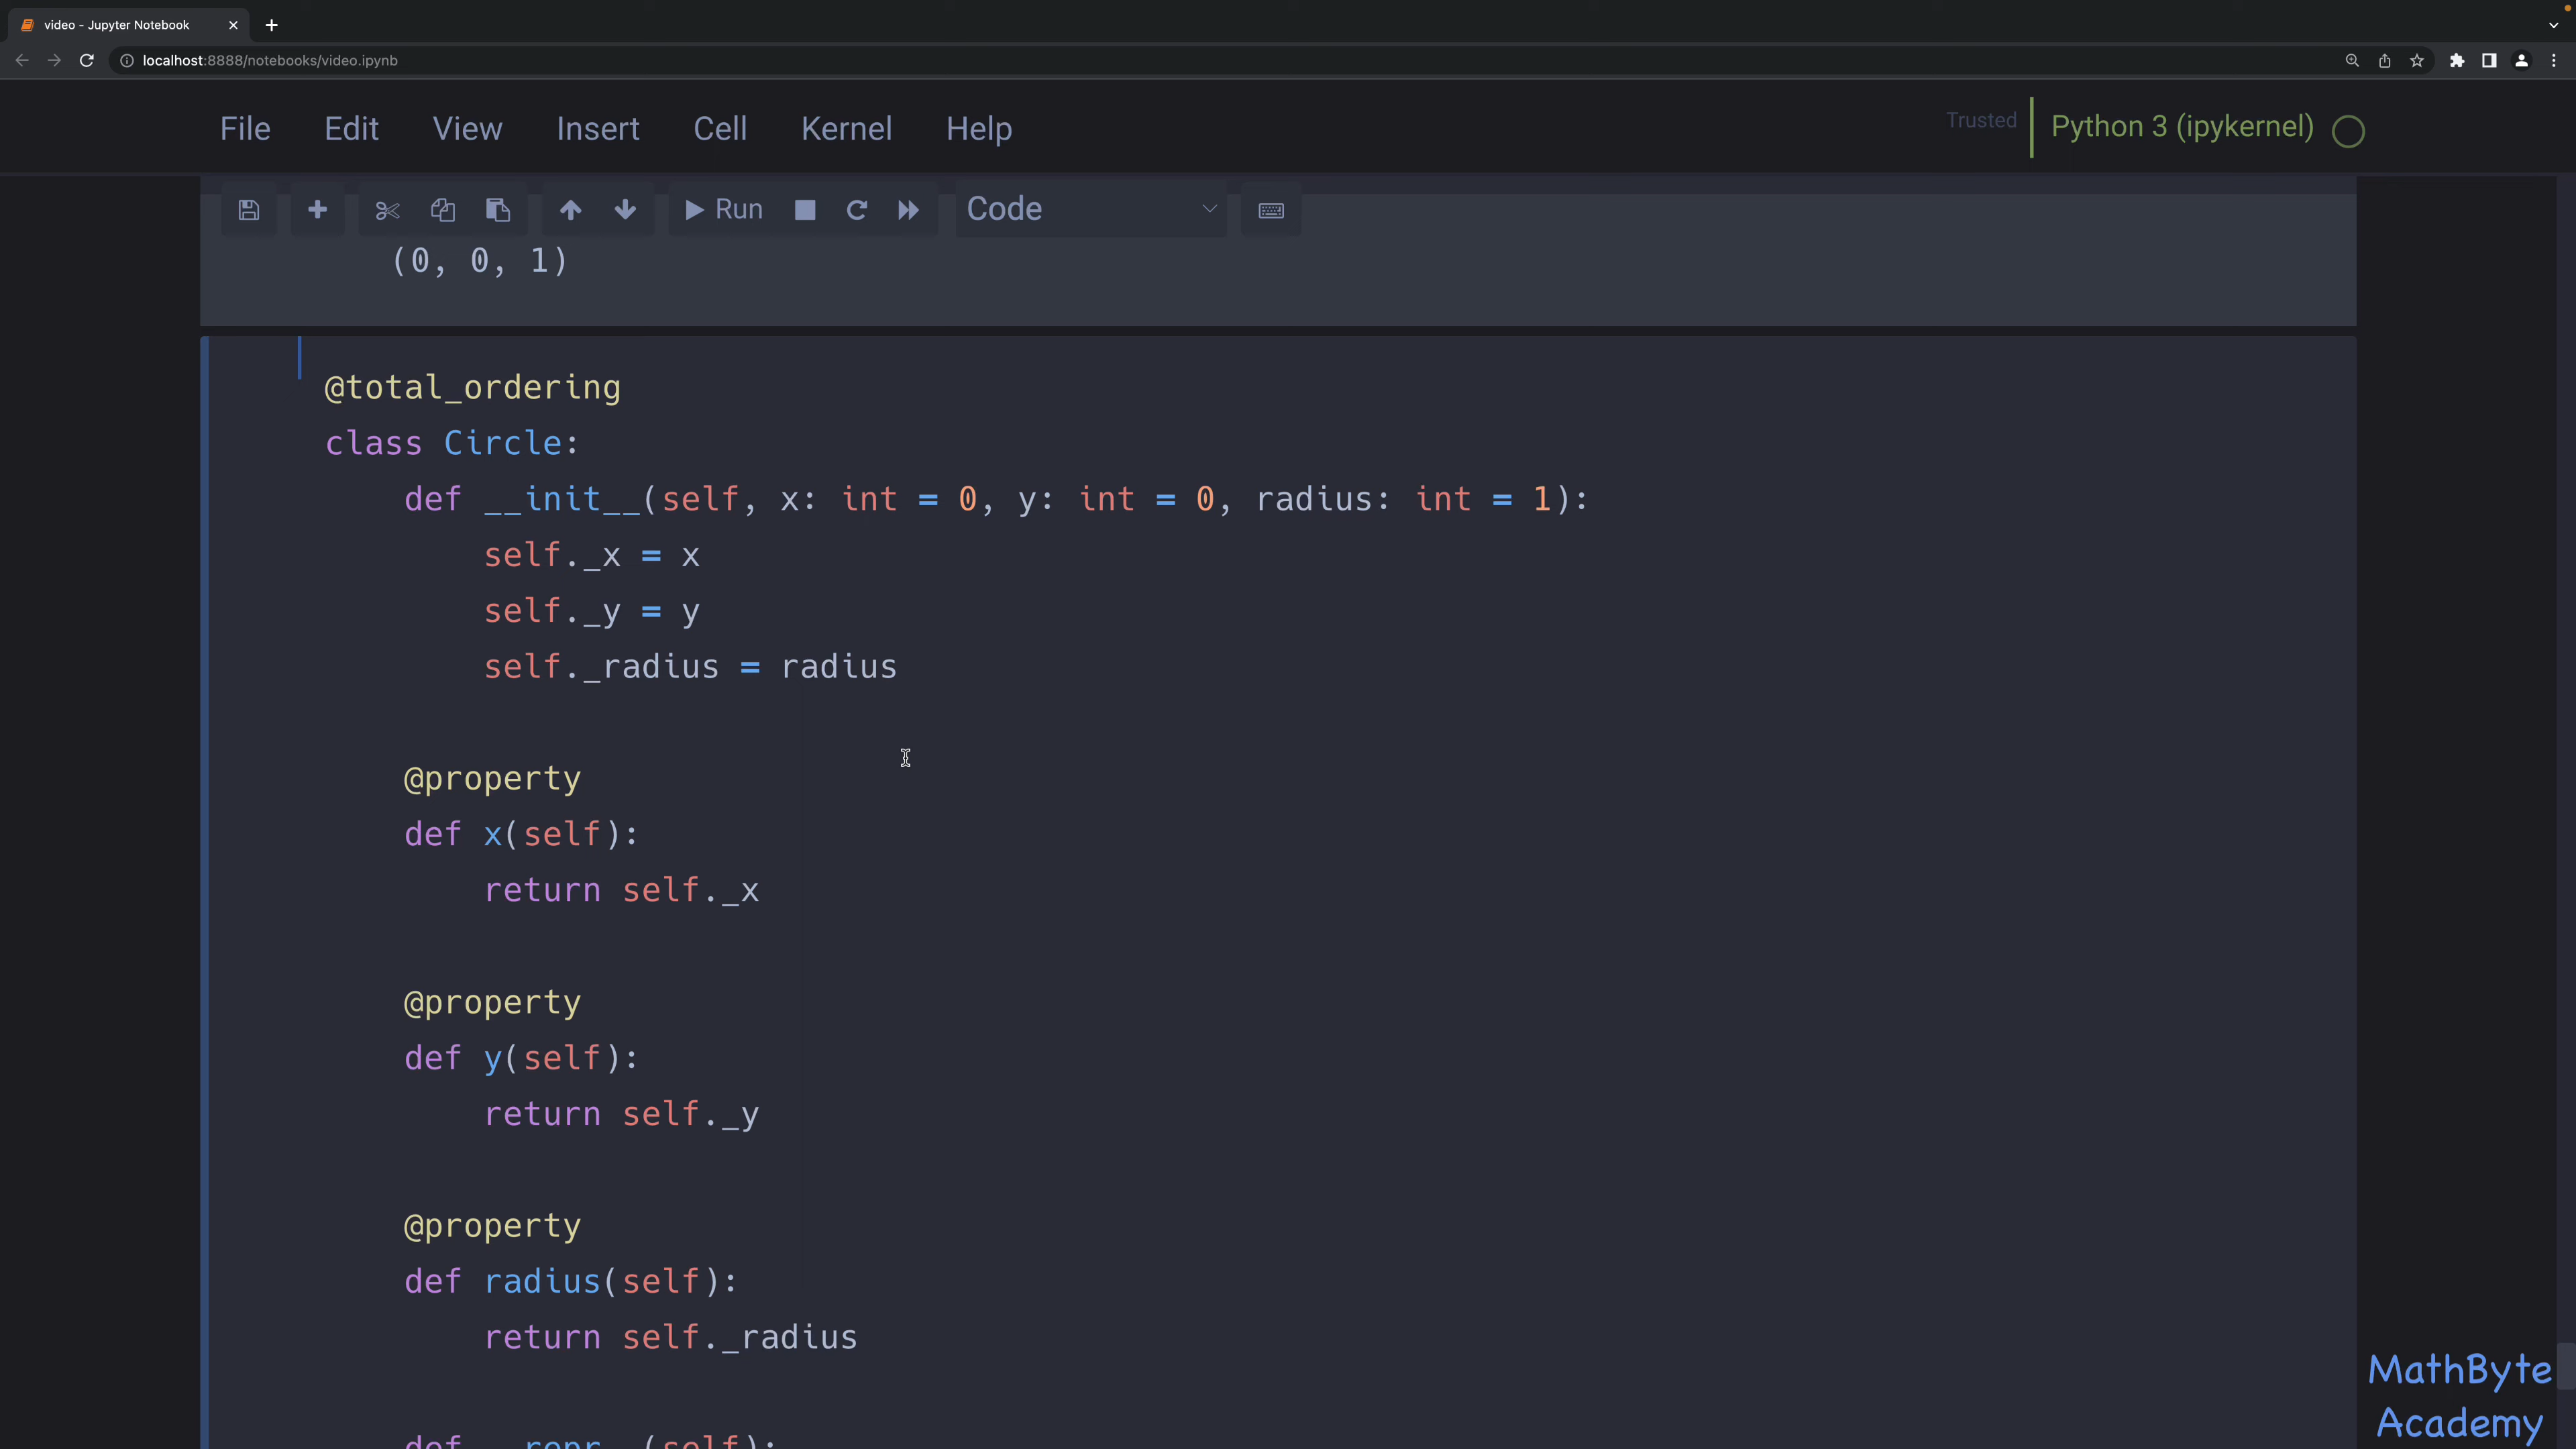 video - Jupyter Notebook
localhost:8888/notebooks/video.ipynb
File Edit View Insert Cell Kernel Help
Trusted Python 3 (ipykernel)
Run Code
(0, 0, 1)
@total_ordering
class Circle:
    def __init__(self, x: int = 0, y: int = 0, radius: int = 1):
        self._x = x
        self._y = y
        self._radius = radius
    @property
    def x(self):
        return self._x
    @property
    def y(self):
        return self._y
    @property
    def radius(self):
        return self._radius
    def __repr__(self):
MathByte
Academy